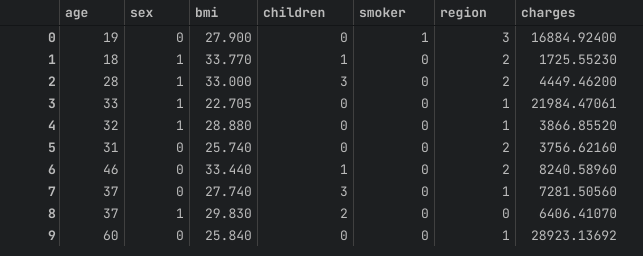 age sex bmi children smoker region charges
0 19 0 27.900 0 1 3 16884.92400
1 18 1 33.770 1 0 2 1725.55230
2 28 1 33.000 3 0 2 4449.46200
3 33 1 22.705 0 0 1 21984.47061
4 32 1 28.880 0 0 1 3866.85520
5 31 0 25.740 0 0 2 3756.62160
6 46 0 33.440 1 0 2 8240.58960
7 37 0 27.740 3 0 1 7281.50560
8 37 1 29.830 2 0 0 6406.41070
9 60 0 25.840 0 0 1 28923.13692